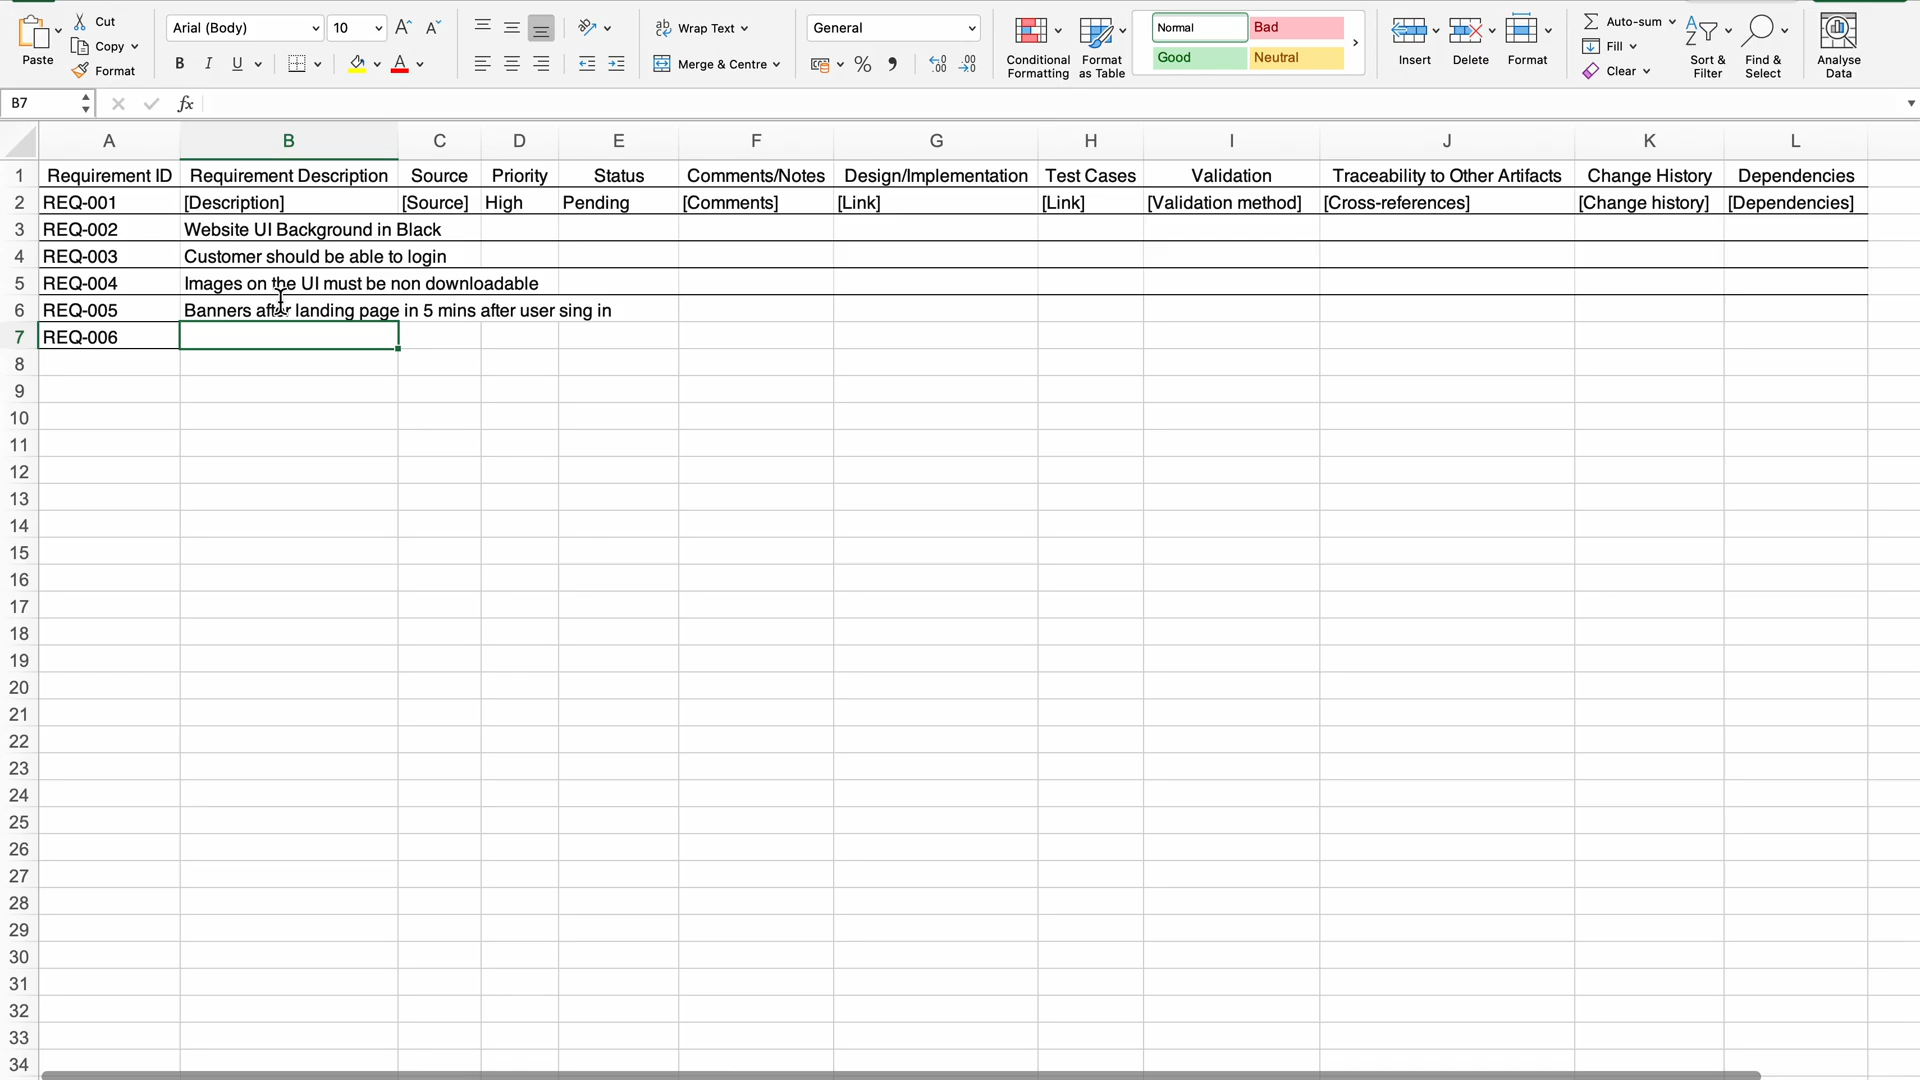 Cut
Arial (Body) 10 Wrap Text General Normal Bad Auto-sum
Copy Fill
Paste Format B I U A Merge & Centre % Conditional Formatting Format as Table Good Neutral Insert Delete Format Clear Sort & Filter Find & Select Analyse Data
B7 fx
A B C D E F G H I J K L
1 Requirement ID Requirement Description Source Priority Status Comments/Notes Design/Implementation Test Cases Validation Traceability to Other Artifacts Change History Dependencies
2 REQ-001 [Description] [Source] High Pending [Comments] [Link] [Link] [Validation method] [Cross-references] [Change history] [Dependencies]
3 REQ-002 Website UI Background in Black
4 REQ-003 Customer should be able to login
5 REQ-004 Images on the UI must be non downloadable
6 REQ-005 Banners after landing page in 5 mins after user sing in
7 REQ-006
8
9
10
11
12
13
14
15
16
17
18
19
20
21
22
23
24
25
26
27
28
29
30
31
32
33
34